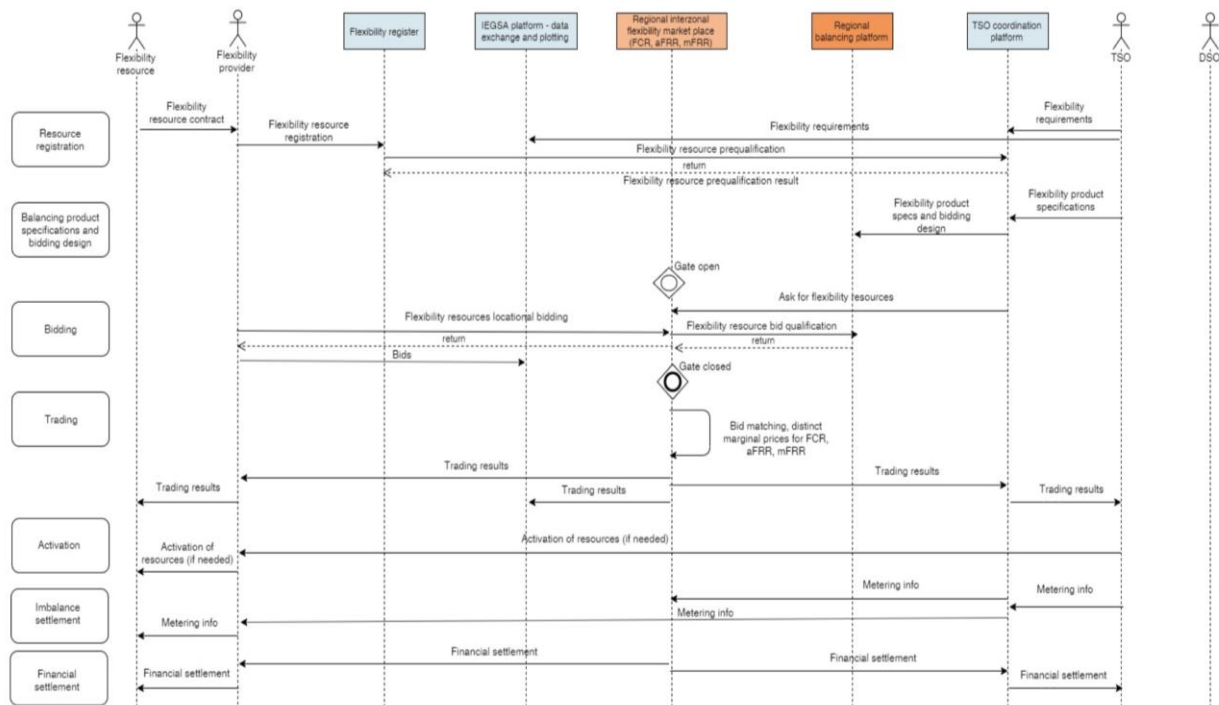 Flexibility
resource
Flexibility
provider
Flexibility register
IEGSA platform - data
exchange and plotting
Regional interzonal
flexibility market place
(FCR, aFRR, mFRR)
Regional
balancing platform
TSO coordination
platform
TSO
DSO
Resource
registration
Flexibility
resource contract
Flexibility resource
registration
Flexibility requirements
Flexibility
requirements
Flexibility resource prequalification
return
Flexibility resource prequalification result
Balancing product
specifications and
bidding design
Flexibility product
specs and bidding
design
Flexibility product
specifications
Gate open
Ask for flexibility resources
Bidding
Flexibility resources locational bidding
Flexibility resource bid qualification
return
return
Bids
Gate closed
Trading
Bid matching, distinct
marginal prices for FCR,
aFRR, mFRR
Trading results
Trading results
Trading results
Trading results
Trading results
Activation
Activation of resources (if needed)
Activation of
resources (if needed)
Imbalance
settlement
Metering info
Metering info
Metering info
Metering info
Financial
settlement
Financial settlement
Financial settlement
Financial settlement
Financial settlement